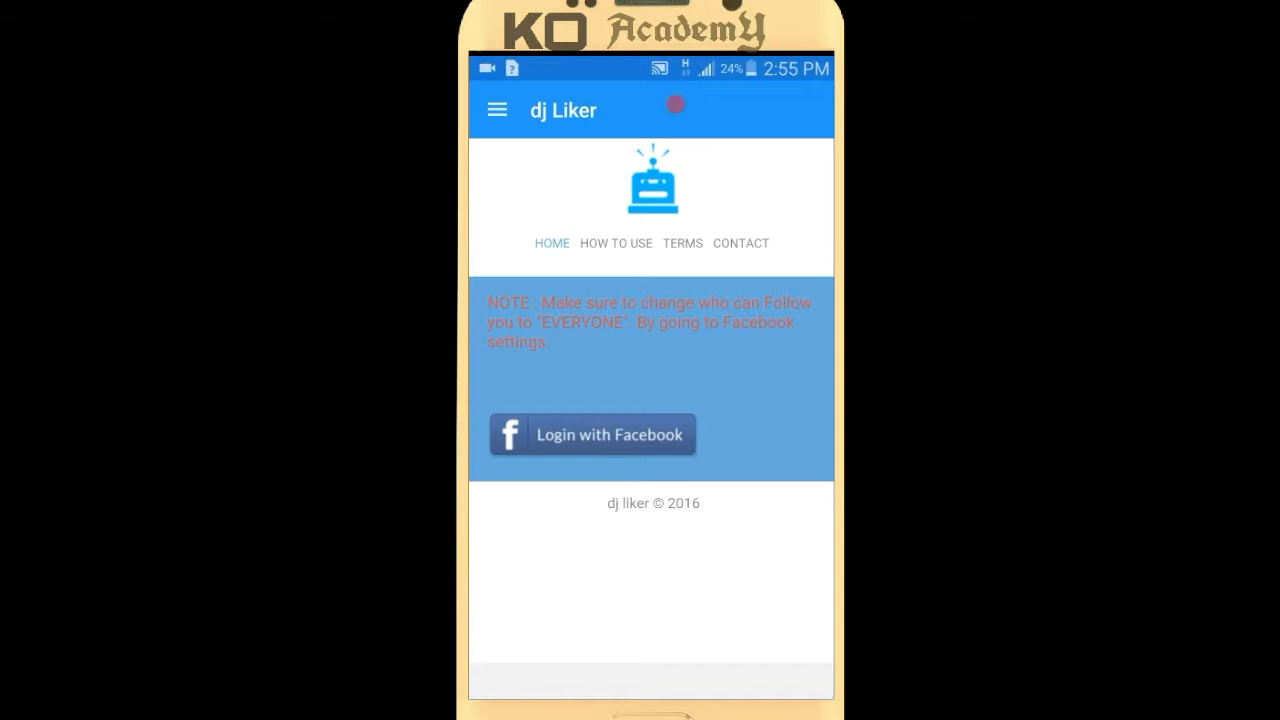 KO Academy
H 24% 2:55 PM
dj Liker
HOME HOW TO USE TERMS CONTACT
NOTE : Make sure to change who can Follow
you to "EVERYONE". By going to Facebook
settings.
f Login with Facebook
dj liker © 2016